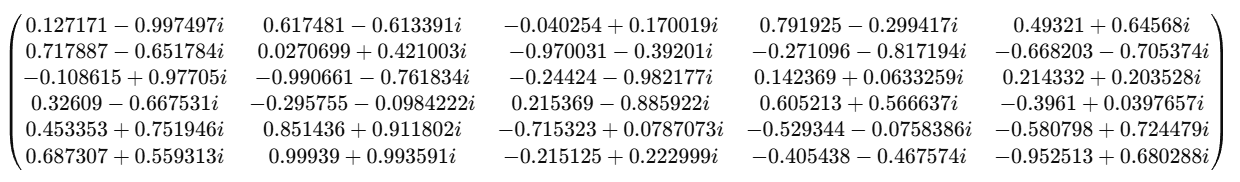 0.127171 − 0.997497i 0.617481 − 0.613391i −0.040254 + 0.170019i 0.791925 − 0.299417i 0.49321 + 0.64568i
0.717887 − 0.651784i 0.0270699 + 0.421003i −0.970031 − 0.39201i −0.271096 − 0.817194i −0.668203 − 0.705374i
−0.108615 + 0.97705i −0.990661 − 0.761834i −0.24424 − 0.982177i 0.142369 + 0.0633259i 0.214332 + 0.203528i
0.32609 − 0.667531i −0.295755 − 0.0984222i 0.215369 − 0.885922i 0.605213 + 0.566637i −0.3961 + 0.0397657i
0.453353 + 0.751946i 0.851436 + 0.911802i −0.715323 + 0.0787073i −0.529344 − 0.0758386i −0.580798 + 0.724479i
0.687307 + 0.559313i 0.99939 + 0.993591i −0.215125 + 0.222999i −0.405438 − 0.467574i −0.952513 + 0.680288i